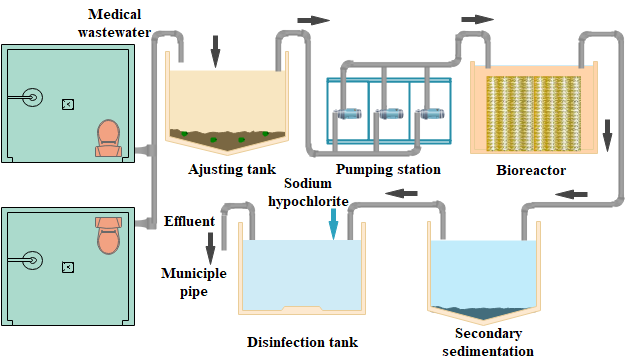 Medical
wastewater
Ajusting tank
Pumping station
Bioreactor
Sodium
hypochlorite
Effluent
Municiple
pipe
Disinfection tank
Secondary
sedimentation